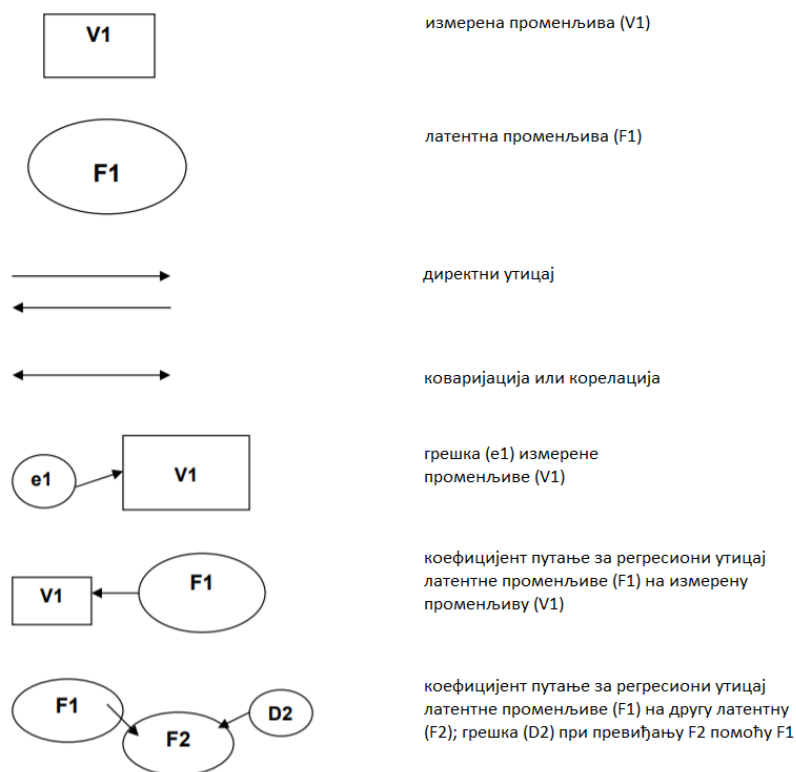 V1
измерена променљива (V1)
F1
латентна променљива (F1)
директни утицај
коваријација или корелација
e1
V1
грешка (e1) измерене
променљиве (V1)
V1
F1
коефицијент путање за регресиони утицај
латентне променљиве (F1) на измерену
променљиву (V1)
F1
F2
D2
коефицијент путање за регресиони утицај
латентне променљиве (F1) на другу латентну
(F2); грешка (D2) при превиђању F2 помоћу F1